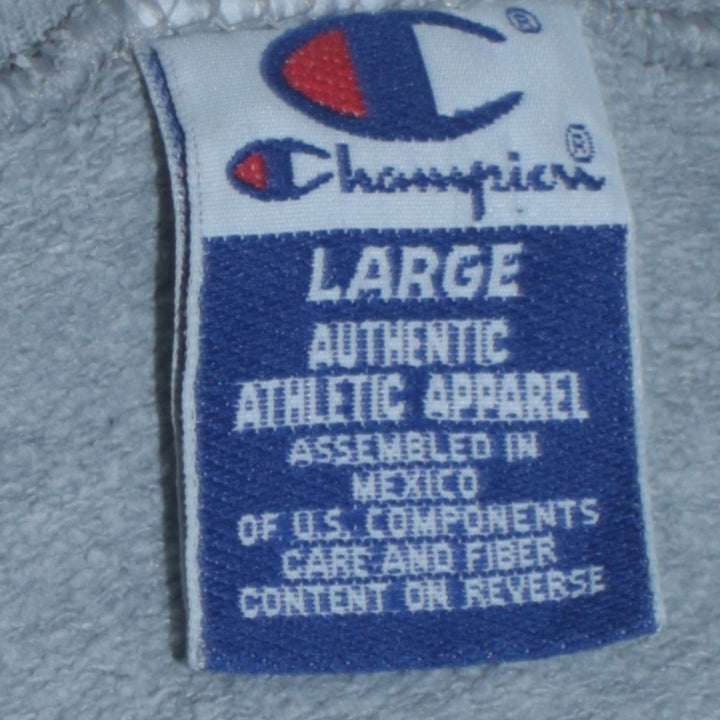 ®
Champion®
LARGE
AUTHENTIC
ATHLETIC APPAREL
ASSEMBLED IN
MEXICO
OF U.S. COMPONENTS
CARE AND FIBER
CONTENT ON REVERSE